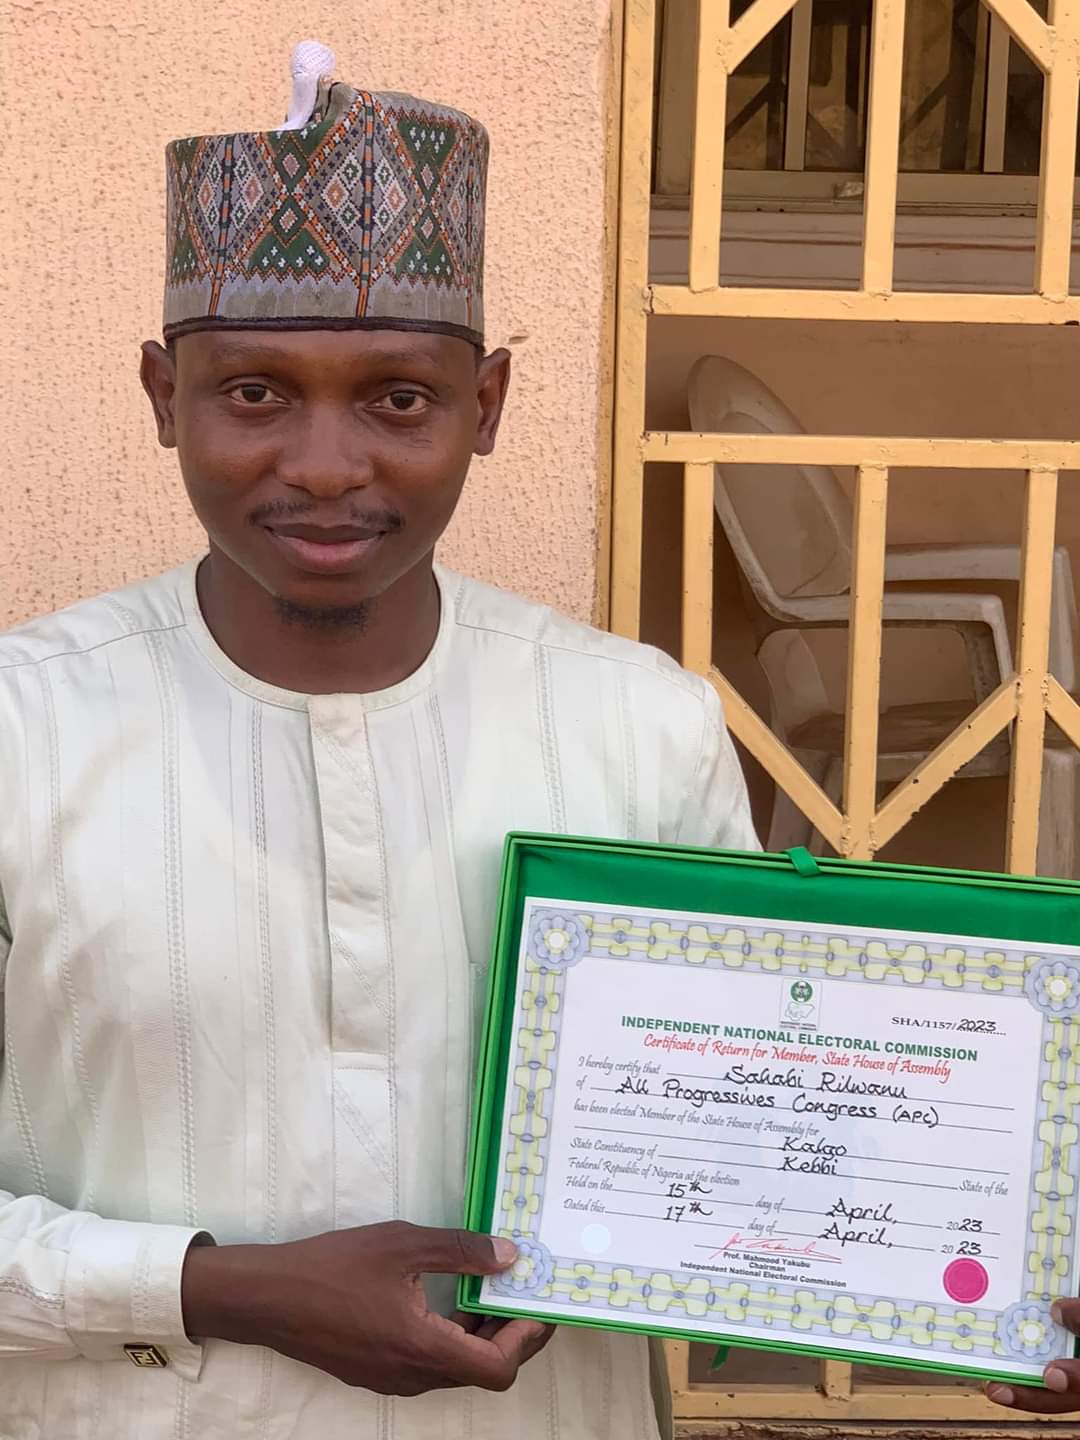 SHA/1157/2023
INDEPENDENT NATIONAL ELECTORAL COMMISSION
Certificate of Return for Member, State House of Assembly
I hereby certify that Sahabi Rilwanu
of All Progressives Congress (APC)
has been elected Member of the State House of Assembly for
Kalgo
State Constituency of Kebbi State of the
Federal Republic of Nigeria at the election
Held on the 15th day of April, 2023
Dated this 17th day of April, 2023
Prof. Mahmood Yakubu
Chairman
Independent National Electoral Commission